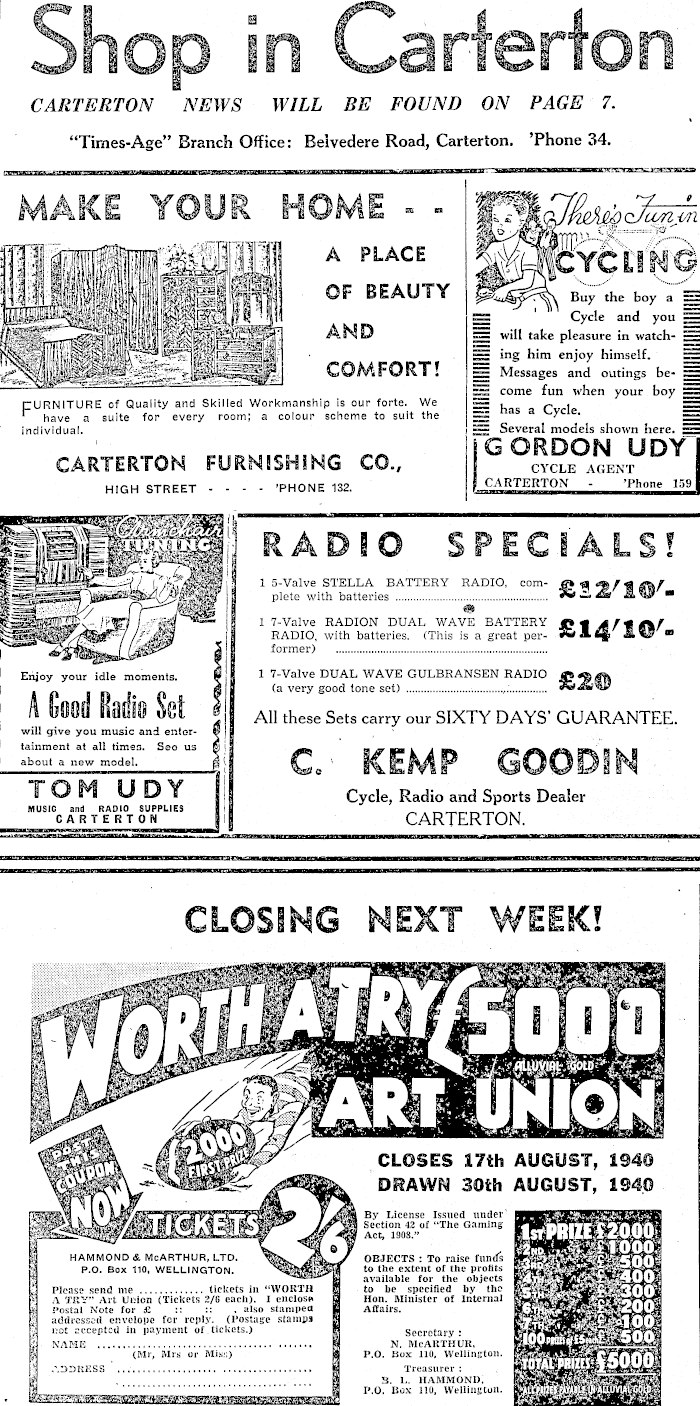 Shop in Carterton
CARTERTON NEWS WILL BE FOUND ON PAGE 7.
"Times-Age" Branch Office: Belvedere Road, Carterton. 'Phone 34.
MAKE YOUR HOME - -
A PLACE
OF BEAUTY
AND
COMFORT!
FURNITURE of Quality and Skilled Workmanship is our forte. We
have a suite for every room; a colour scheme to suit the
individual.
CARTERTON FURNISHING CO.,
HIGH STREET - - - - 'PHONE 132.
There's Fun in
CYCLING
Buy the boy a
Cycle and you
will take pleasure in watch-
ing him enjoy himself.
Messages and outings be-
come fun when your boy
has a Cycle.
Several models shown here.
GORDON UDY
CYCLE AGENT
CARTERTON - 'Phone 159
Armchair
TUNING
Enjoy your idle moments.
A Good Radio Set
will give you music and enter-
tainment at all times. See us
about a new model.
TOM UDY
MUSIC and RADIO SUPPLIES
CARTERTON
RADIO SPECIALS!
1 5-Valve STELLA BATTERY RADIO, com-
plete with batteries ........ £12/10/-
1 7-Valve RADION DUAL WAVE BATTERY
RADIO, with batteries. (This is a great per-
former) ........ £14/10/-
1 7-Valve DUAL WAVE GULBRANSEN RADIO
(a very good tone set) ........ £20
All these Sets carry our SIXTY DAYS' GUARANTEE.
C. KEMP GOODIN
Cycle, Radio and Sports Dealer
CARTERTON.
CLOSING NEXT WEEK!
WORTH A TRY £5000
ALLUVIAL GOLD
ART UNION
£2000
FIRST PRIZE
CLOSES 17th AUGUST, 1940
DRAWN 30th AUGUST, 1940
POST
THIS
COUPON
NOW
TICKETS 2/6
HAMMOND & McARTHUR, LTD.
P.O. Box 110, WELLINGTON.
Please send me ............ tickets in "WORTH
A TRY" Art Union (Tickets 2/6 each). I enclose
Postal Note for £ :: :: , also stamped
addressed envelope for reply. (Postage stamps
not accepted in payment of tickets.)
NAME ........
(Mr, Mrs or Miss)
ADDRESS ........
By License Issued under
Section 42 of "The Gaming
Act, 1908."
OBJECTS: To raise funds
to the extent of the profits
available for the objects
to be specified by the
Hon. Minister of Internal
Affairs.
Secretary:
N. McARTHUR,
P.O. Box 110, Wellington.
Treasurer:
B. L. HAMMOND,
P.O. Box 110, Wellington.
1st PRIZE £2000
2nd 1000
500
400
300
200
100
100 500
TOTAL PRIZES £5000
ALL PRIZES PAYABLE IN ALLUVIAL GOLD